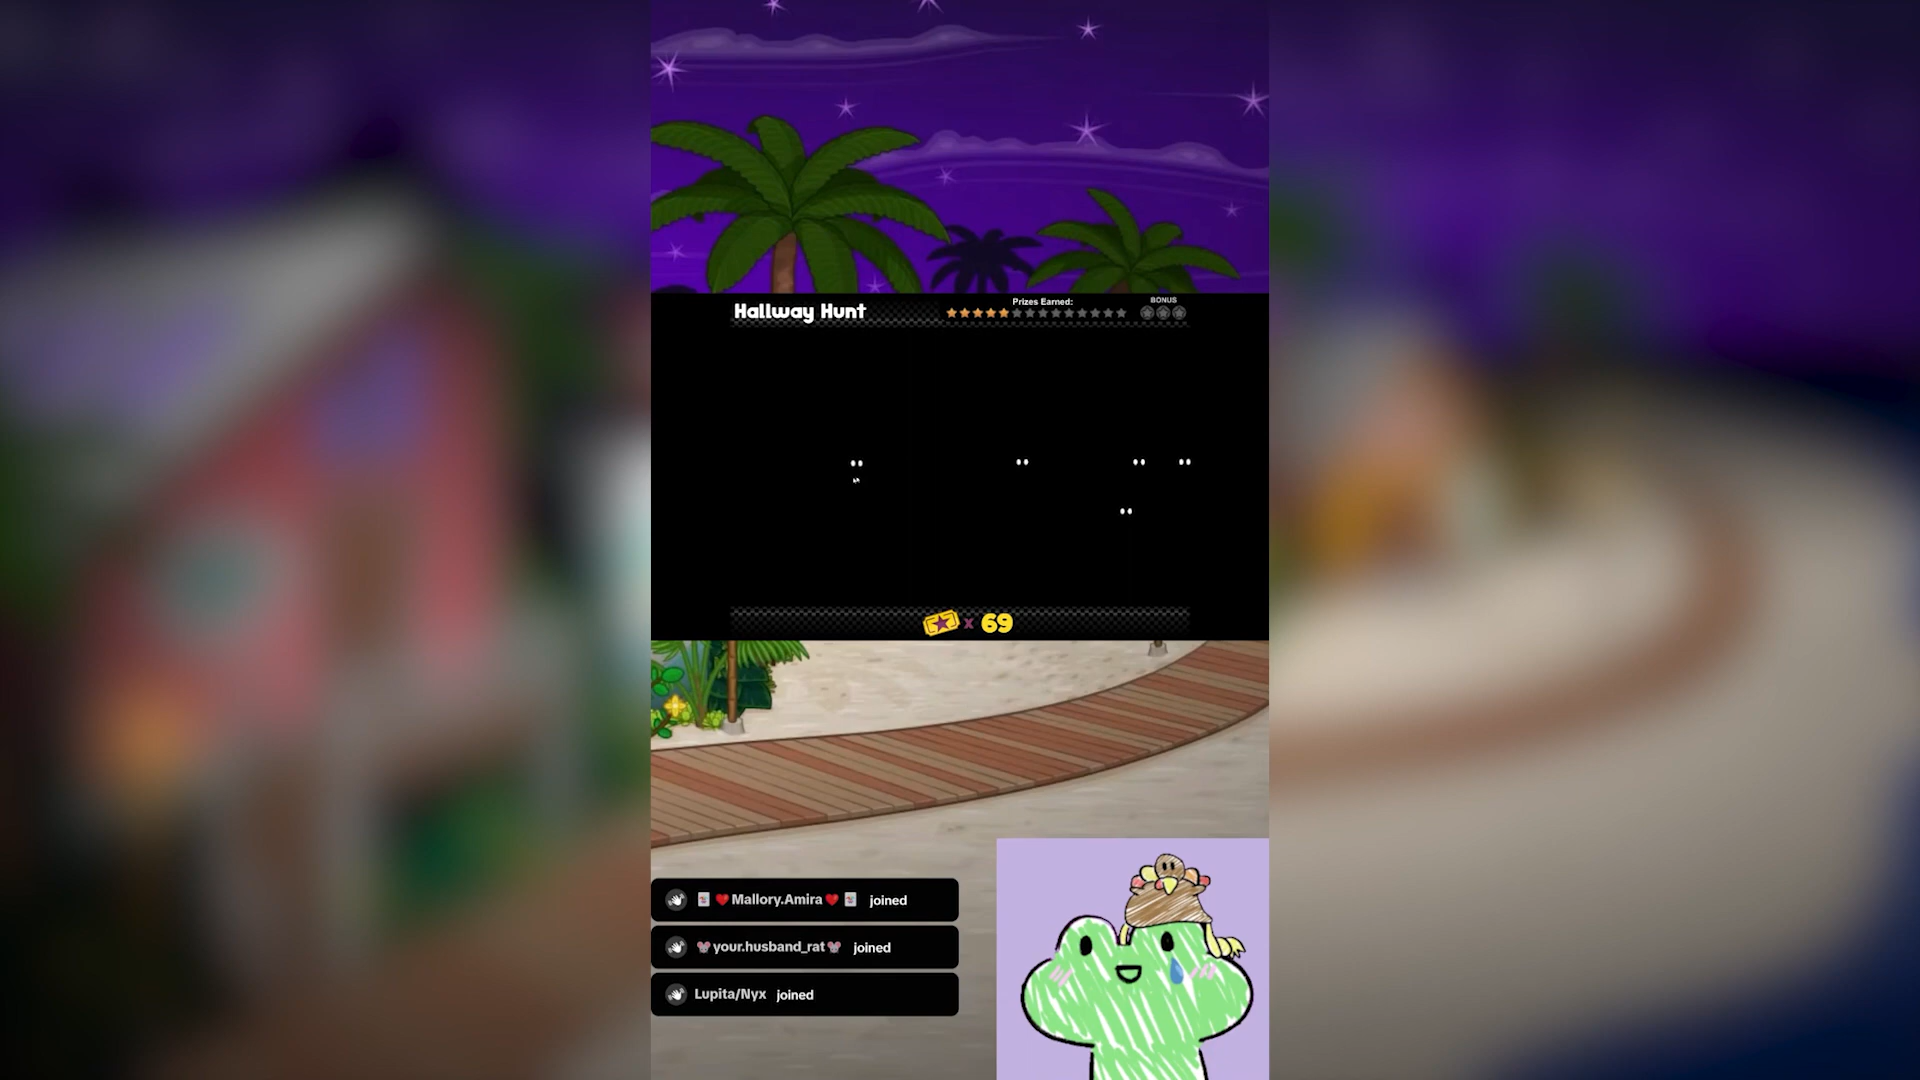 Hallway Hunt
Prizes Earned:
BONUS
x 69
🃏❤️Mallory.Amira❤️🃏 joined
🐭your.husband_rat🐭 joined
Lupita/Nyx joined